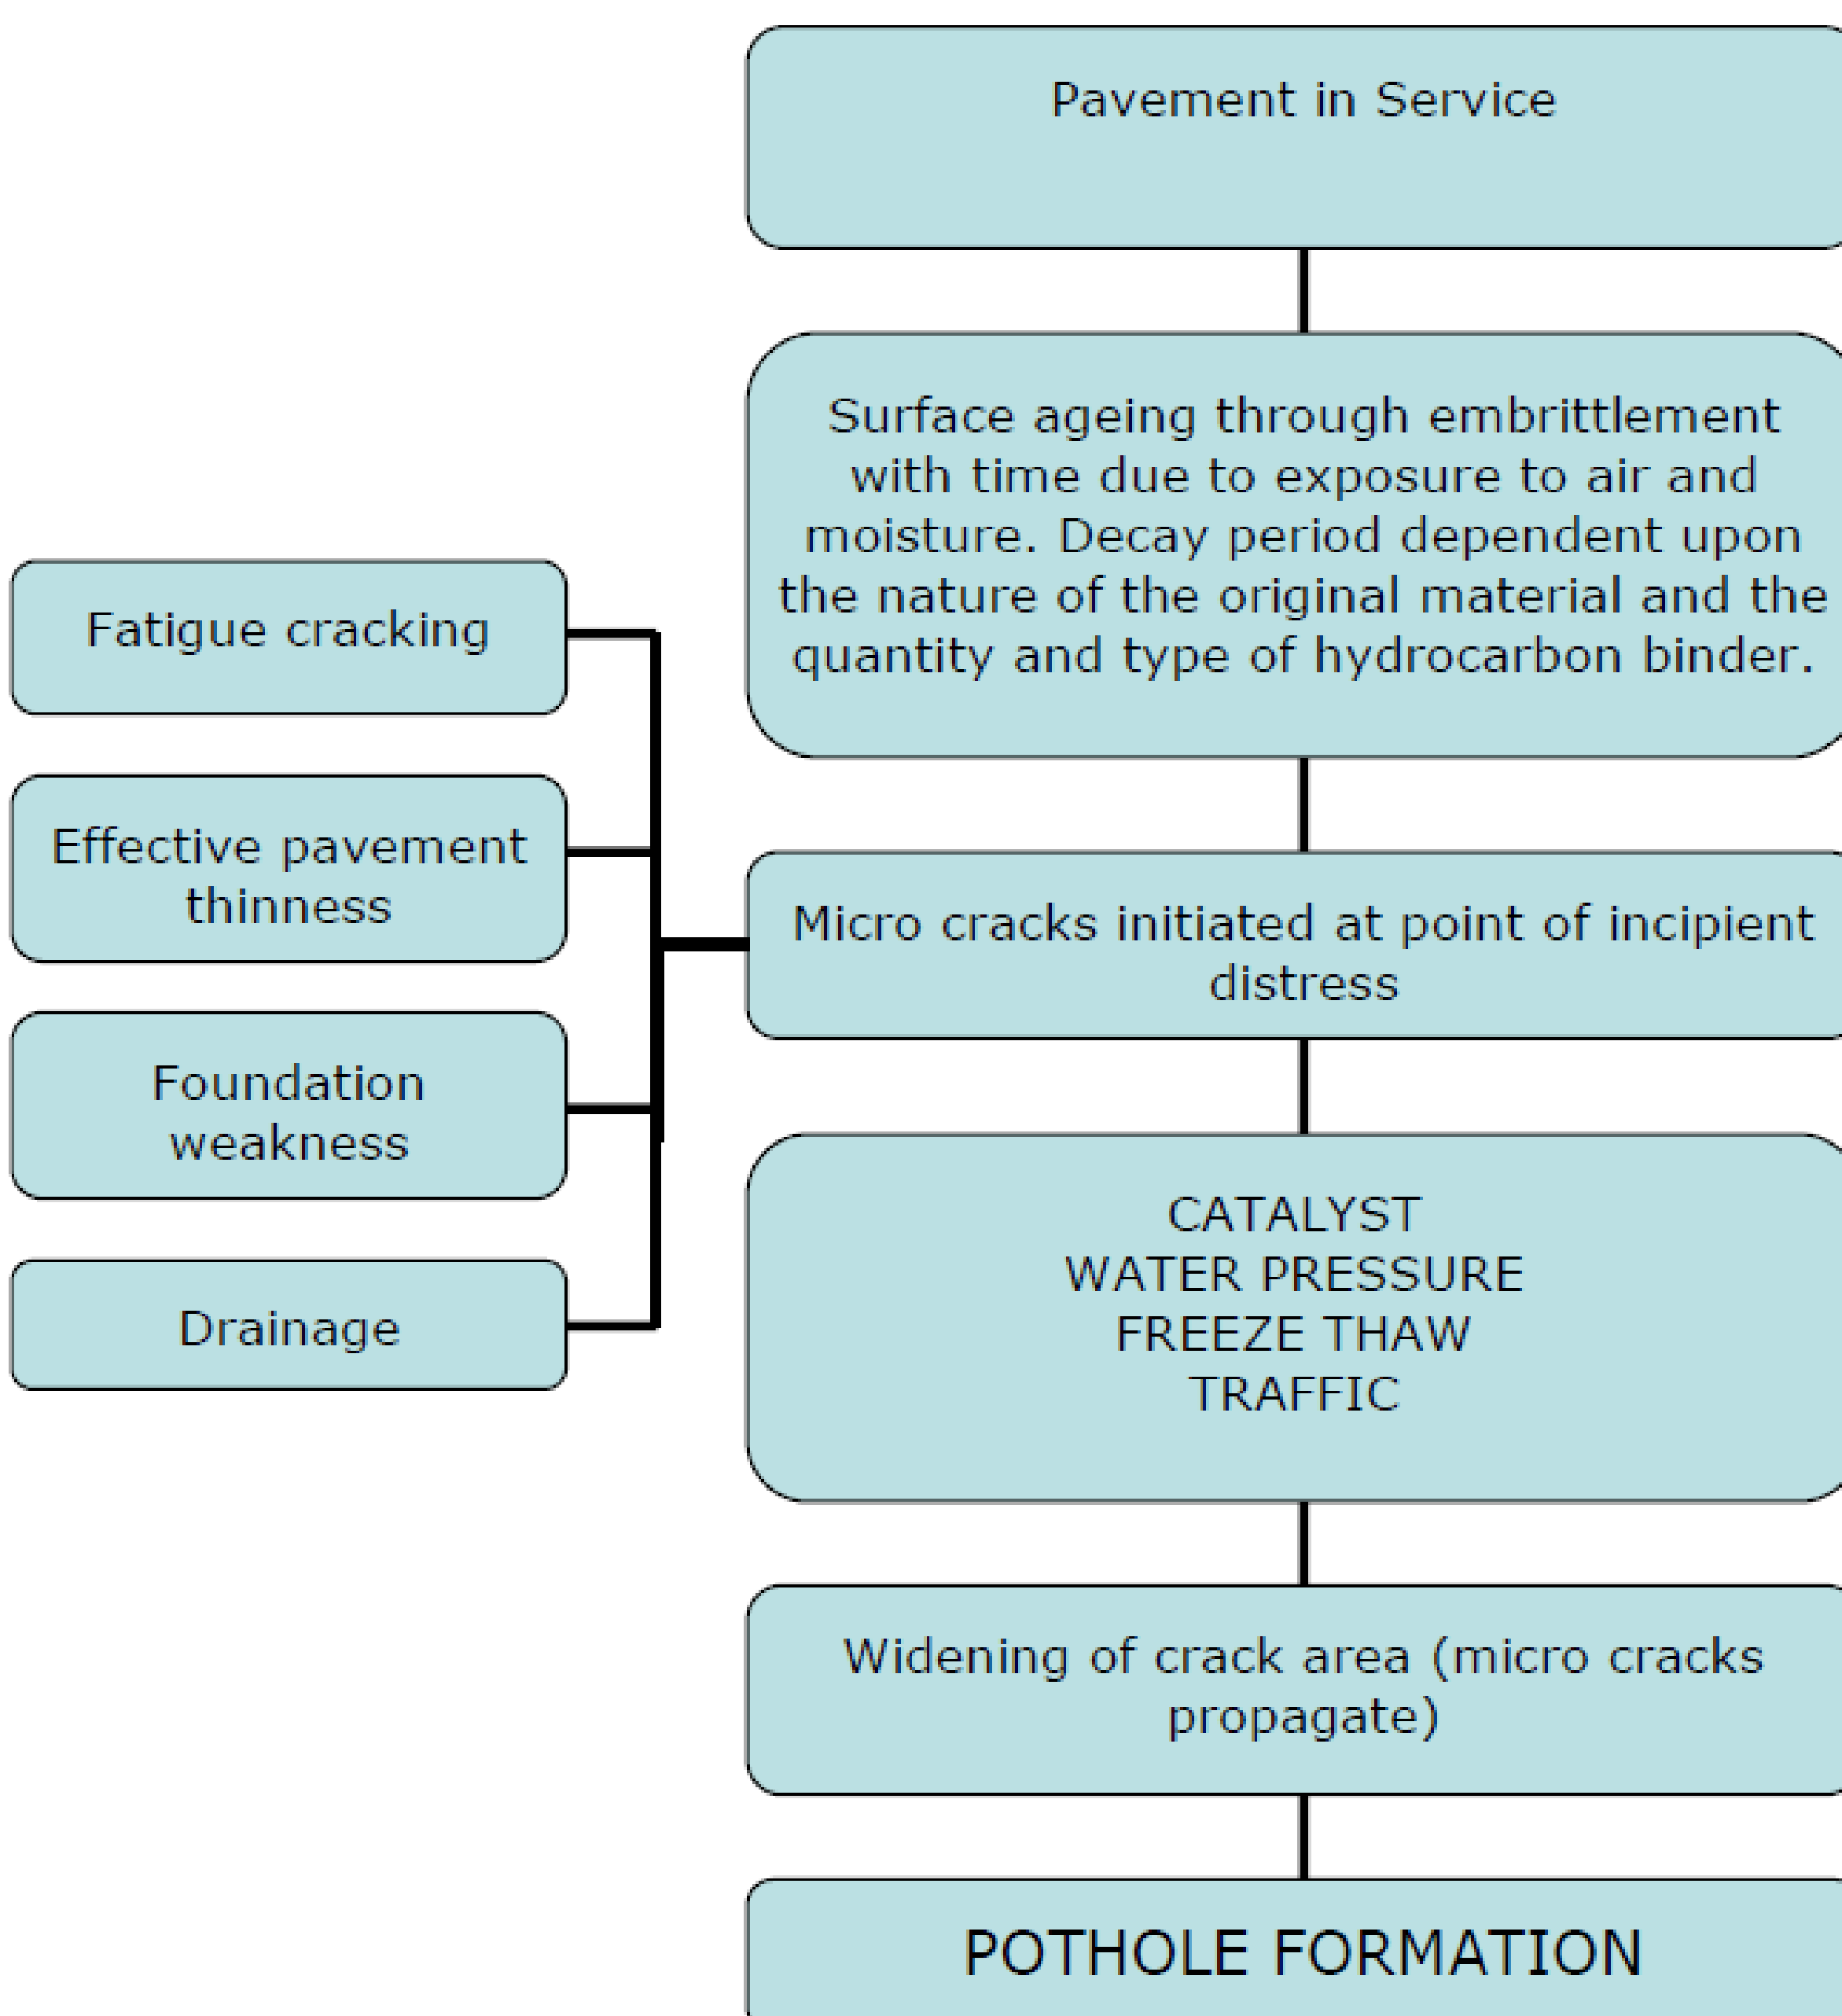 Pavement in Service
Surface ageing through embrittlement
with time due to exposure to air and
moisture. Decay period dependent upon
the nature of the original material and the
quantity and type of hydrocarbon binder.
Fatigue cracking
Effective pavement
thinness
Foundation
weakness
Drainage
Micro cracks initiated at point of incipient
distress
CATALYST
WATER PRESSURE
FREEZE THAW
TRAFFIC
Widening of crack area (micro cracks
propagate)
POTHOLE FORMATION